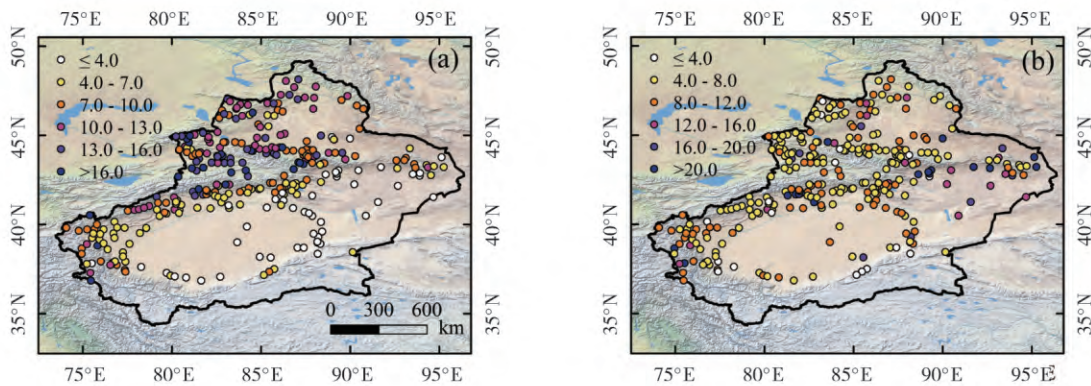 75°E 80°E 85°E 90°E 95°E
50°N
45°N
40°N
35°N
(a)
≤ 4.0
4.0 - 7.0
7.0 - 10.0
10.0 - 13.0
13.0 - 16.0
>16.0
0 300 600
km
50°N
45°N
40°N
35°N
75°E 80°E 85°E 90°E 95°E
75°E 80°E 85°E 90°E 95°E
50°N
45°N
40°N
35°N
(b)
≤ 4.0
4.0 - 8.0
8.0 - 12.0
12.0 - 16.0
16.0 - 20.0
>20.0
50°N
45°N
40°N
35°N
75°E 80°E 85°E 90°E 95°E